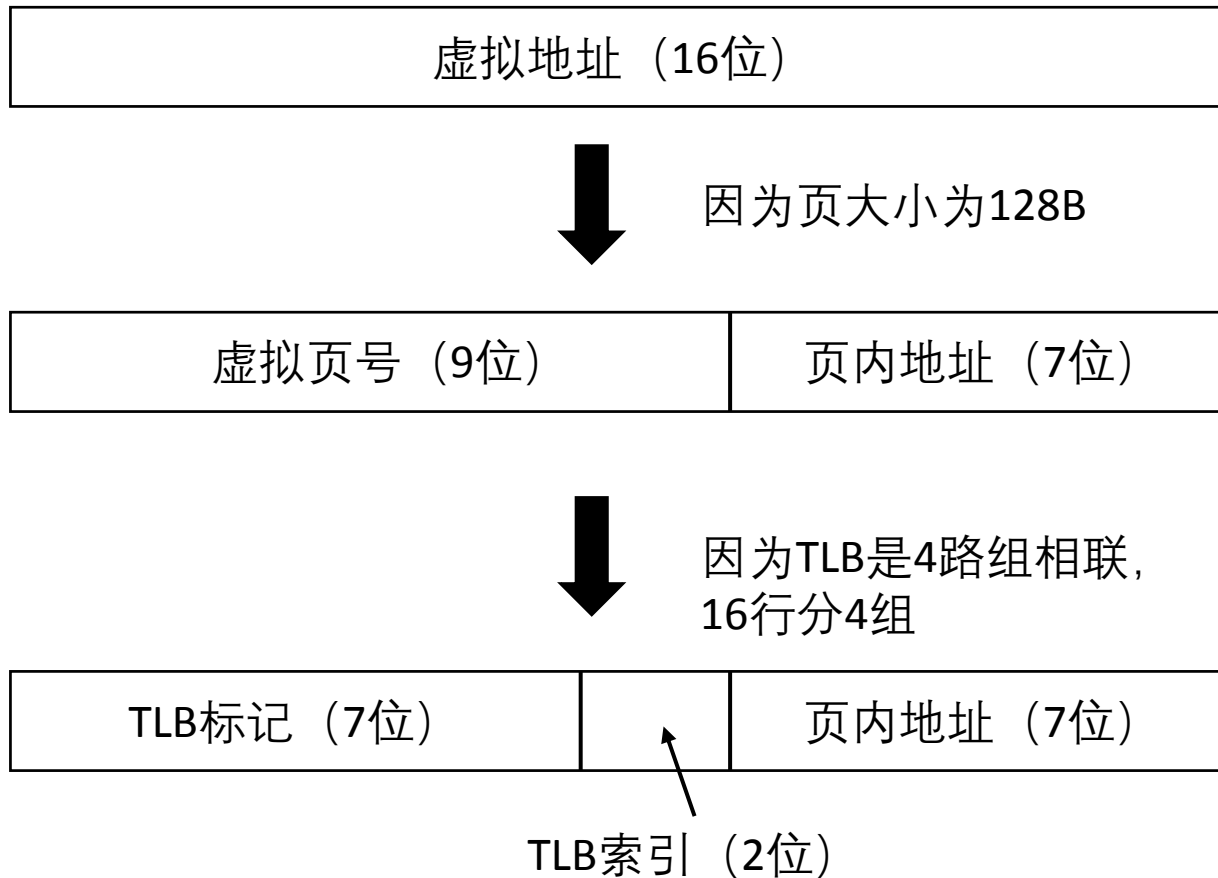 虚拟地址（16位）
因为页大小为128B
虚拟页号（9位）
页内地址（7位）
因为TLB是4路组相联，
16行分4组
TLB标记（7位）
页内地址（7位）
TLB索引（2位）